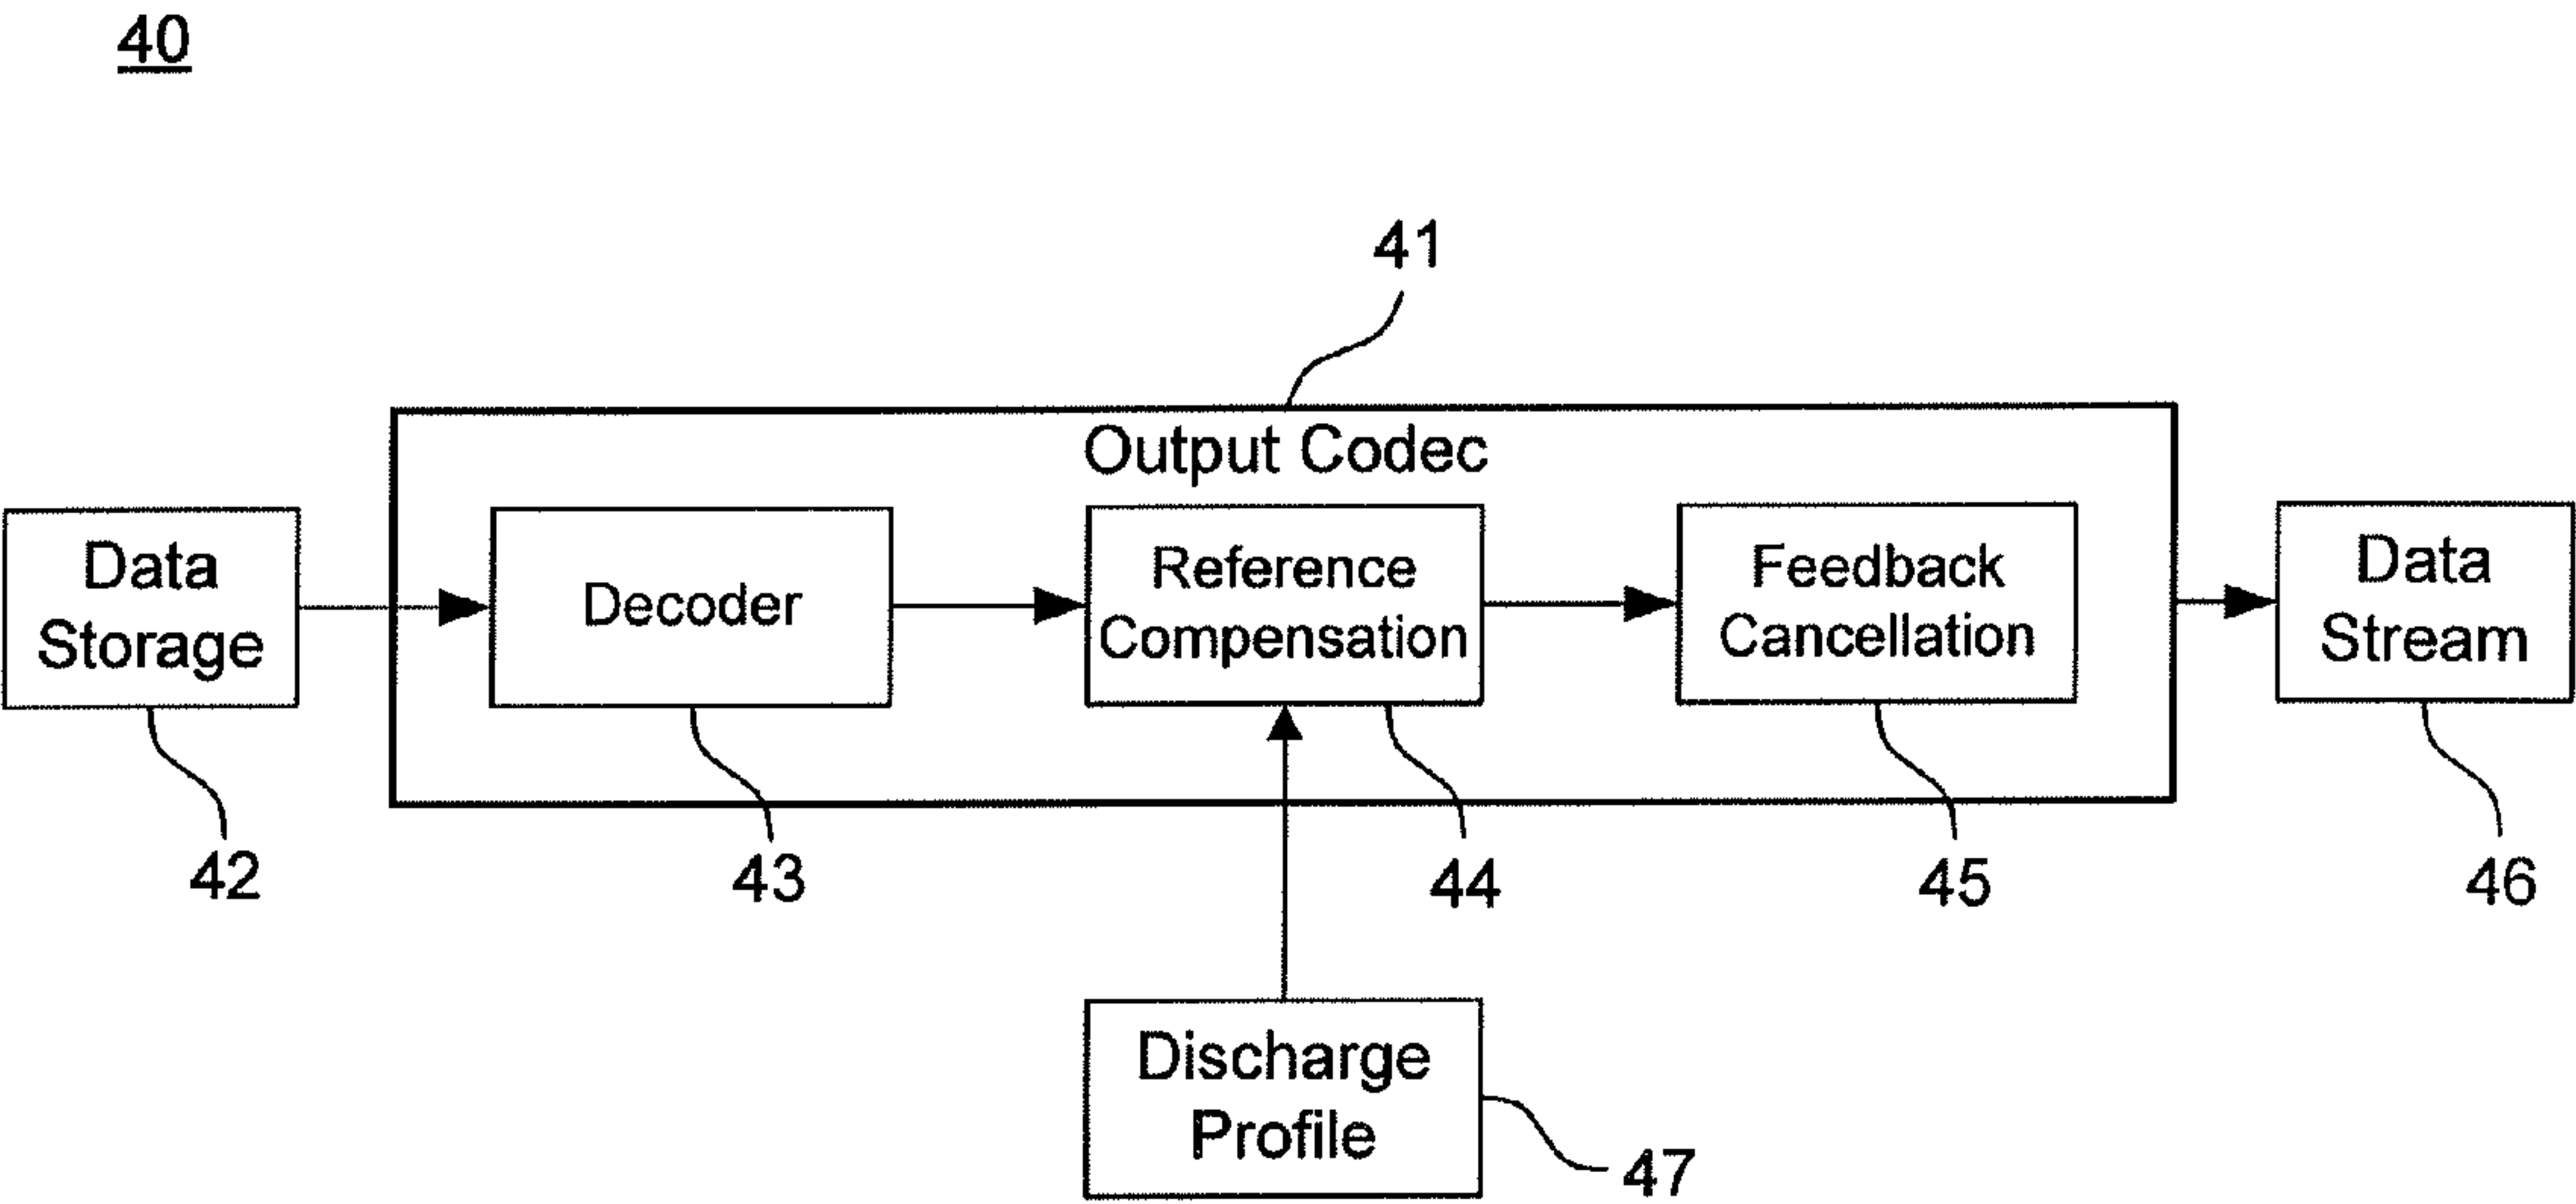 40
41
Output Codec
Data
Storage
Decoder
Reference
Compensation
Feedback
Cancellation
Data
Stream
42
43
44
45
46
Discharge
Profile
47